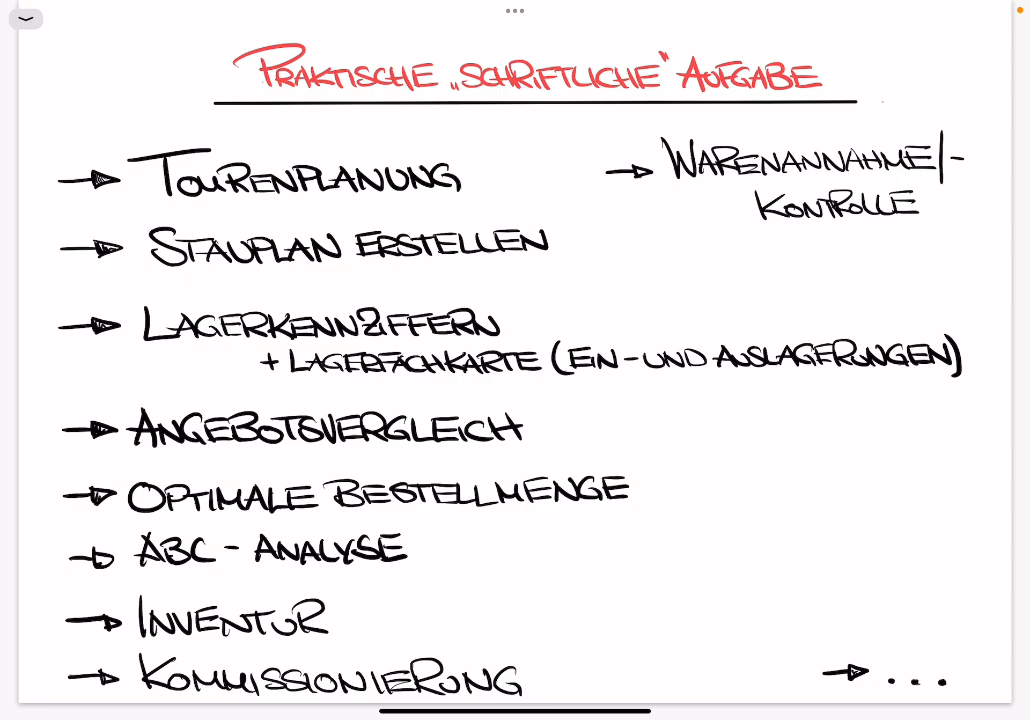 PRAKTISCHE „SCHRIFTLICHE" AUFGABE
→ TOURENPLANUNG
→ WARENANNAHME/-
KONTROLLE
→ STAUPLAN ERSTELLEN
→ LAGERKENNZIFFERN
+ LAGERFACHKARTE (EIN- UND AUSLAGERUNGEN)
→ ANGEBOTSVERGLEICH
→ OPTIMALE BESTELLMENGE
→ ABC - ANALYSE
→ INVENTUR
→ KOMMISSIONIERUNG
→ ...